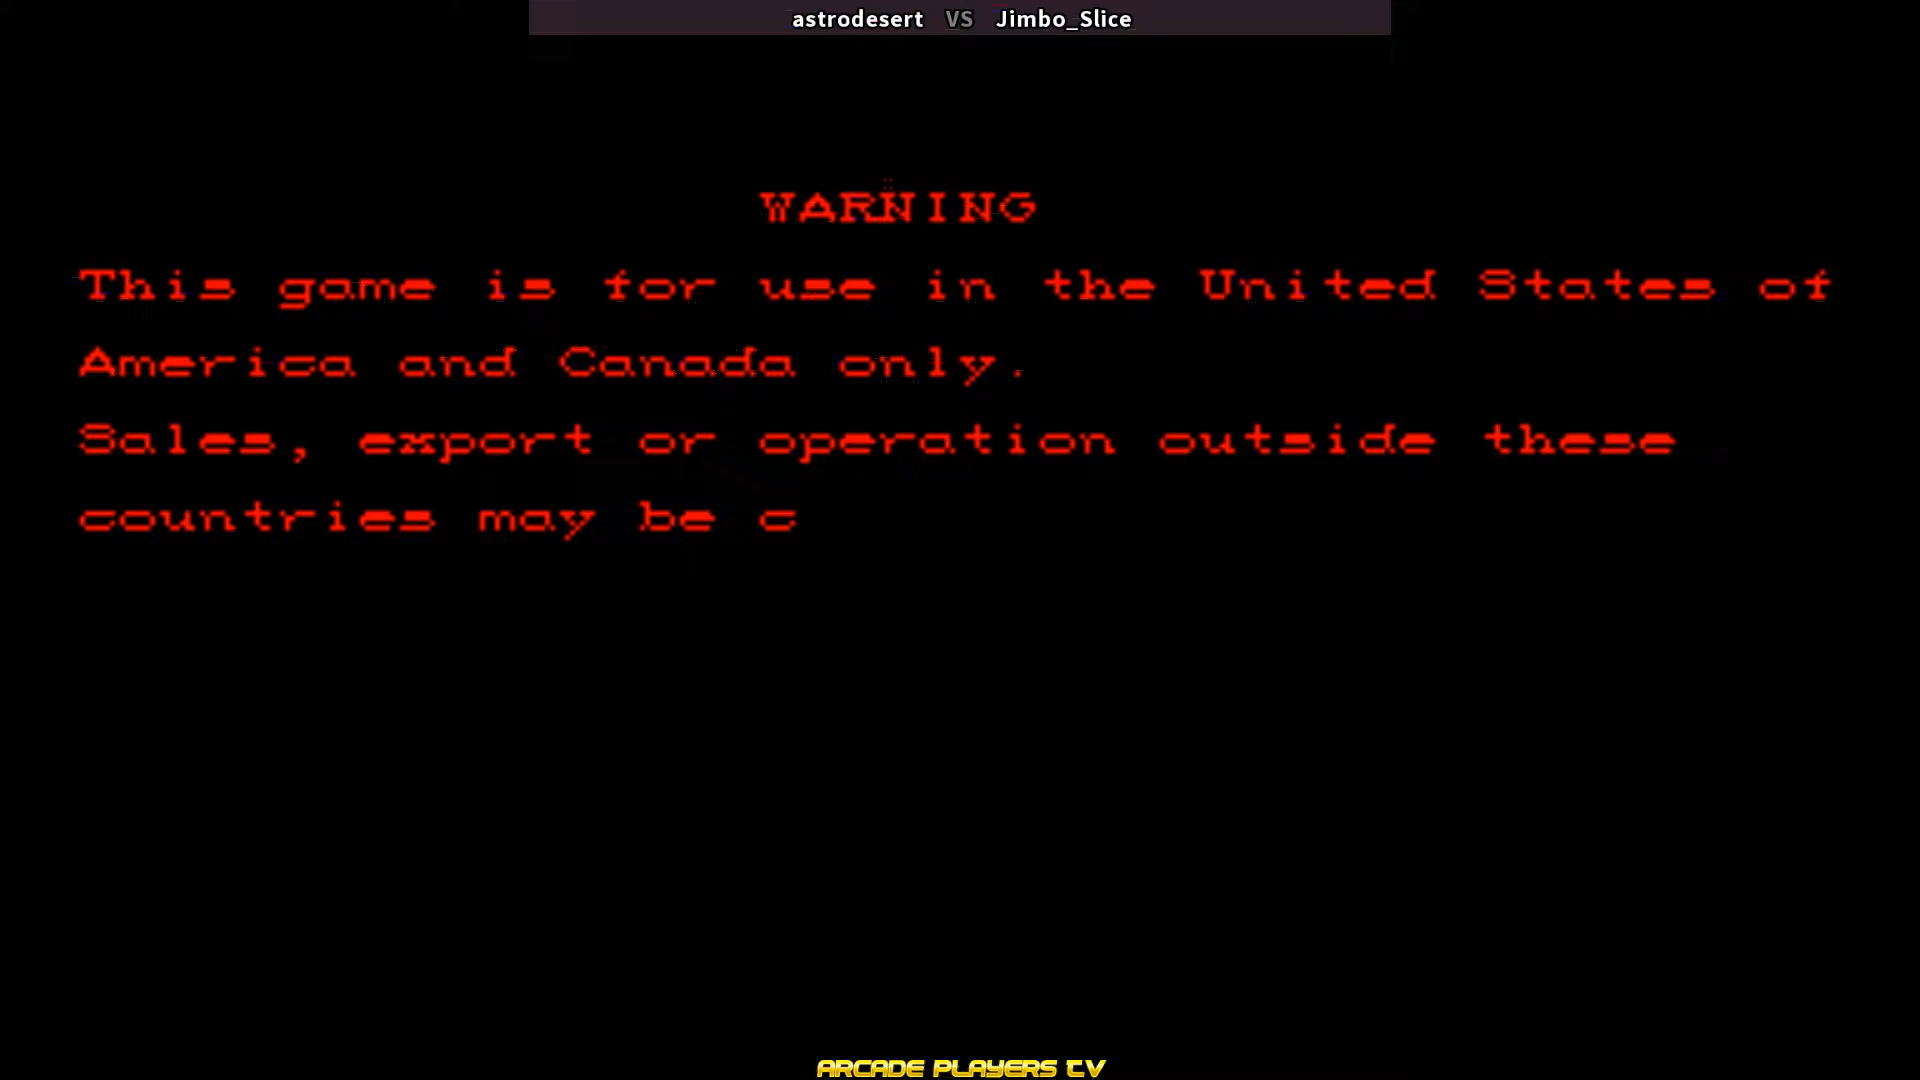 astrodesert VS Jimbo_Slice
WARNING
This game is for use in the United States of
America and Canada only.
Sales, export or operation outside these
countries may be c
ARCADE PLAYERS TV